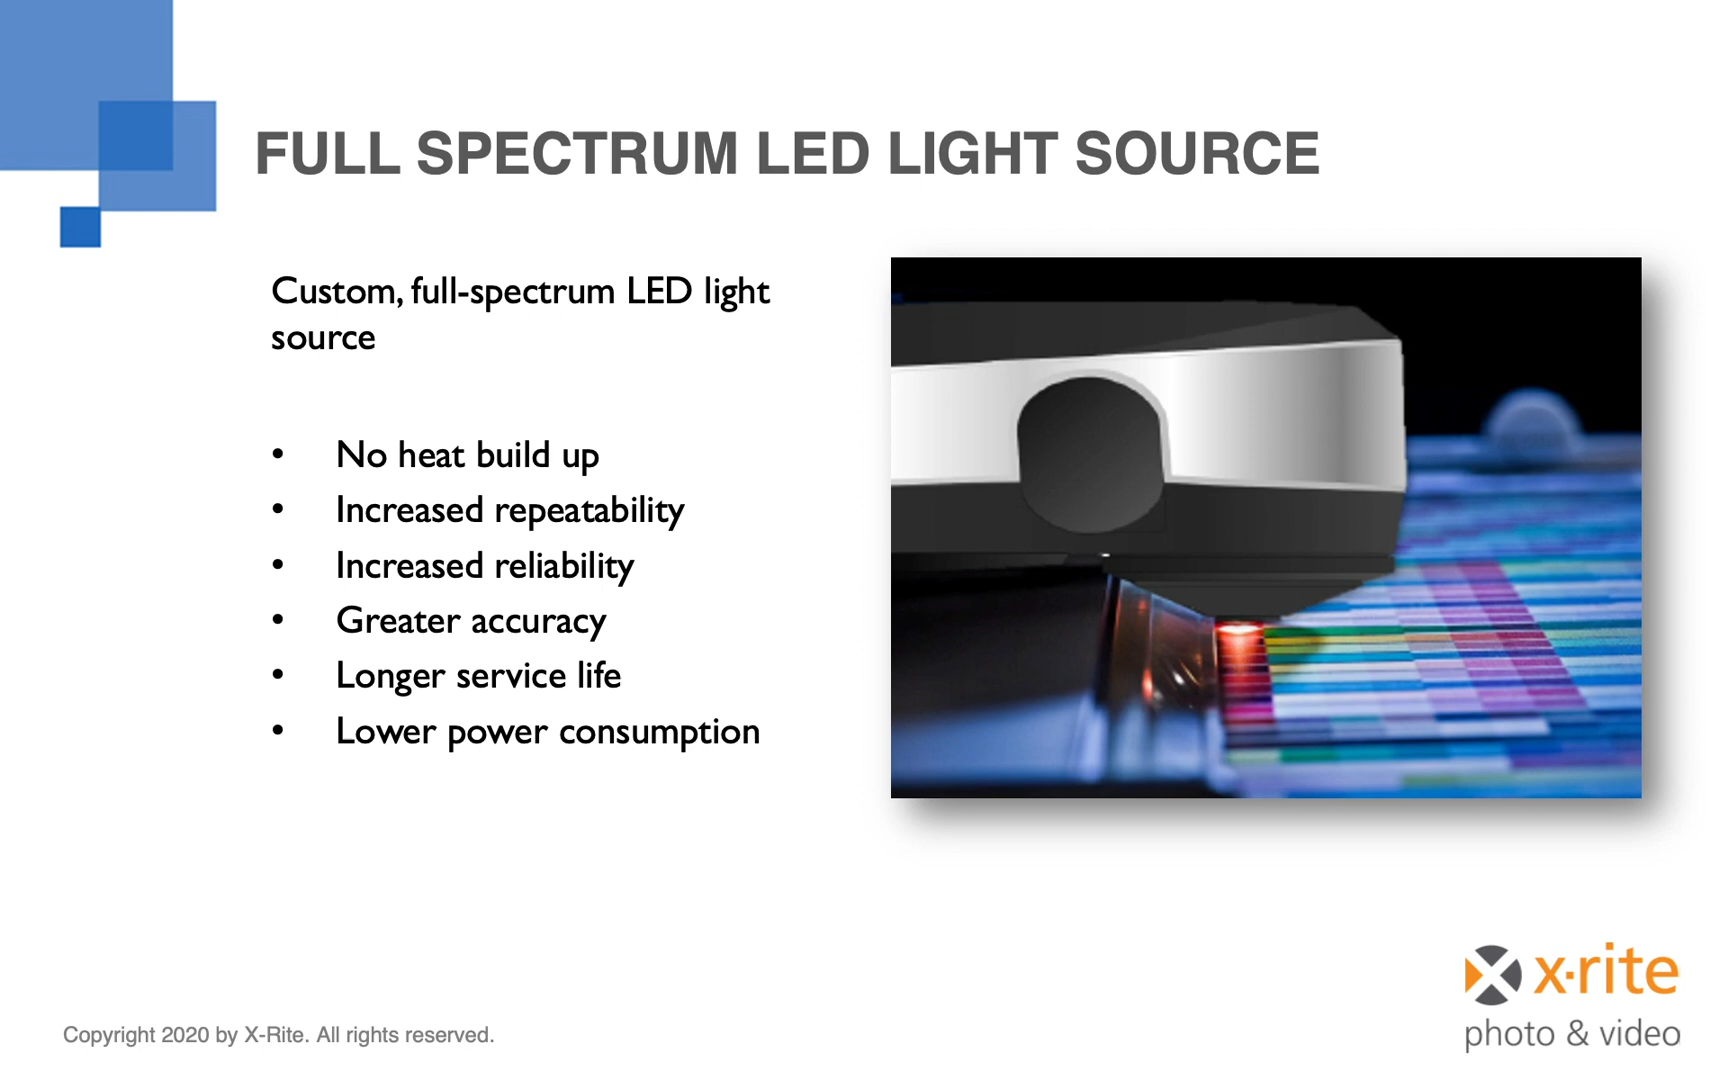 FULL SPECTRUM LED LIGHT SOURCE
Custom, full-spectrum LED light
source
• No heat build up
• Increased repeatability
• Increased reliability
• Greater accuracy
• Longer service life
• Lower power consumption
x·rite
photo & video
Copyright 2020 by X-Rite. All rights reserved.